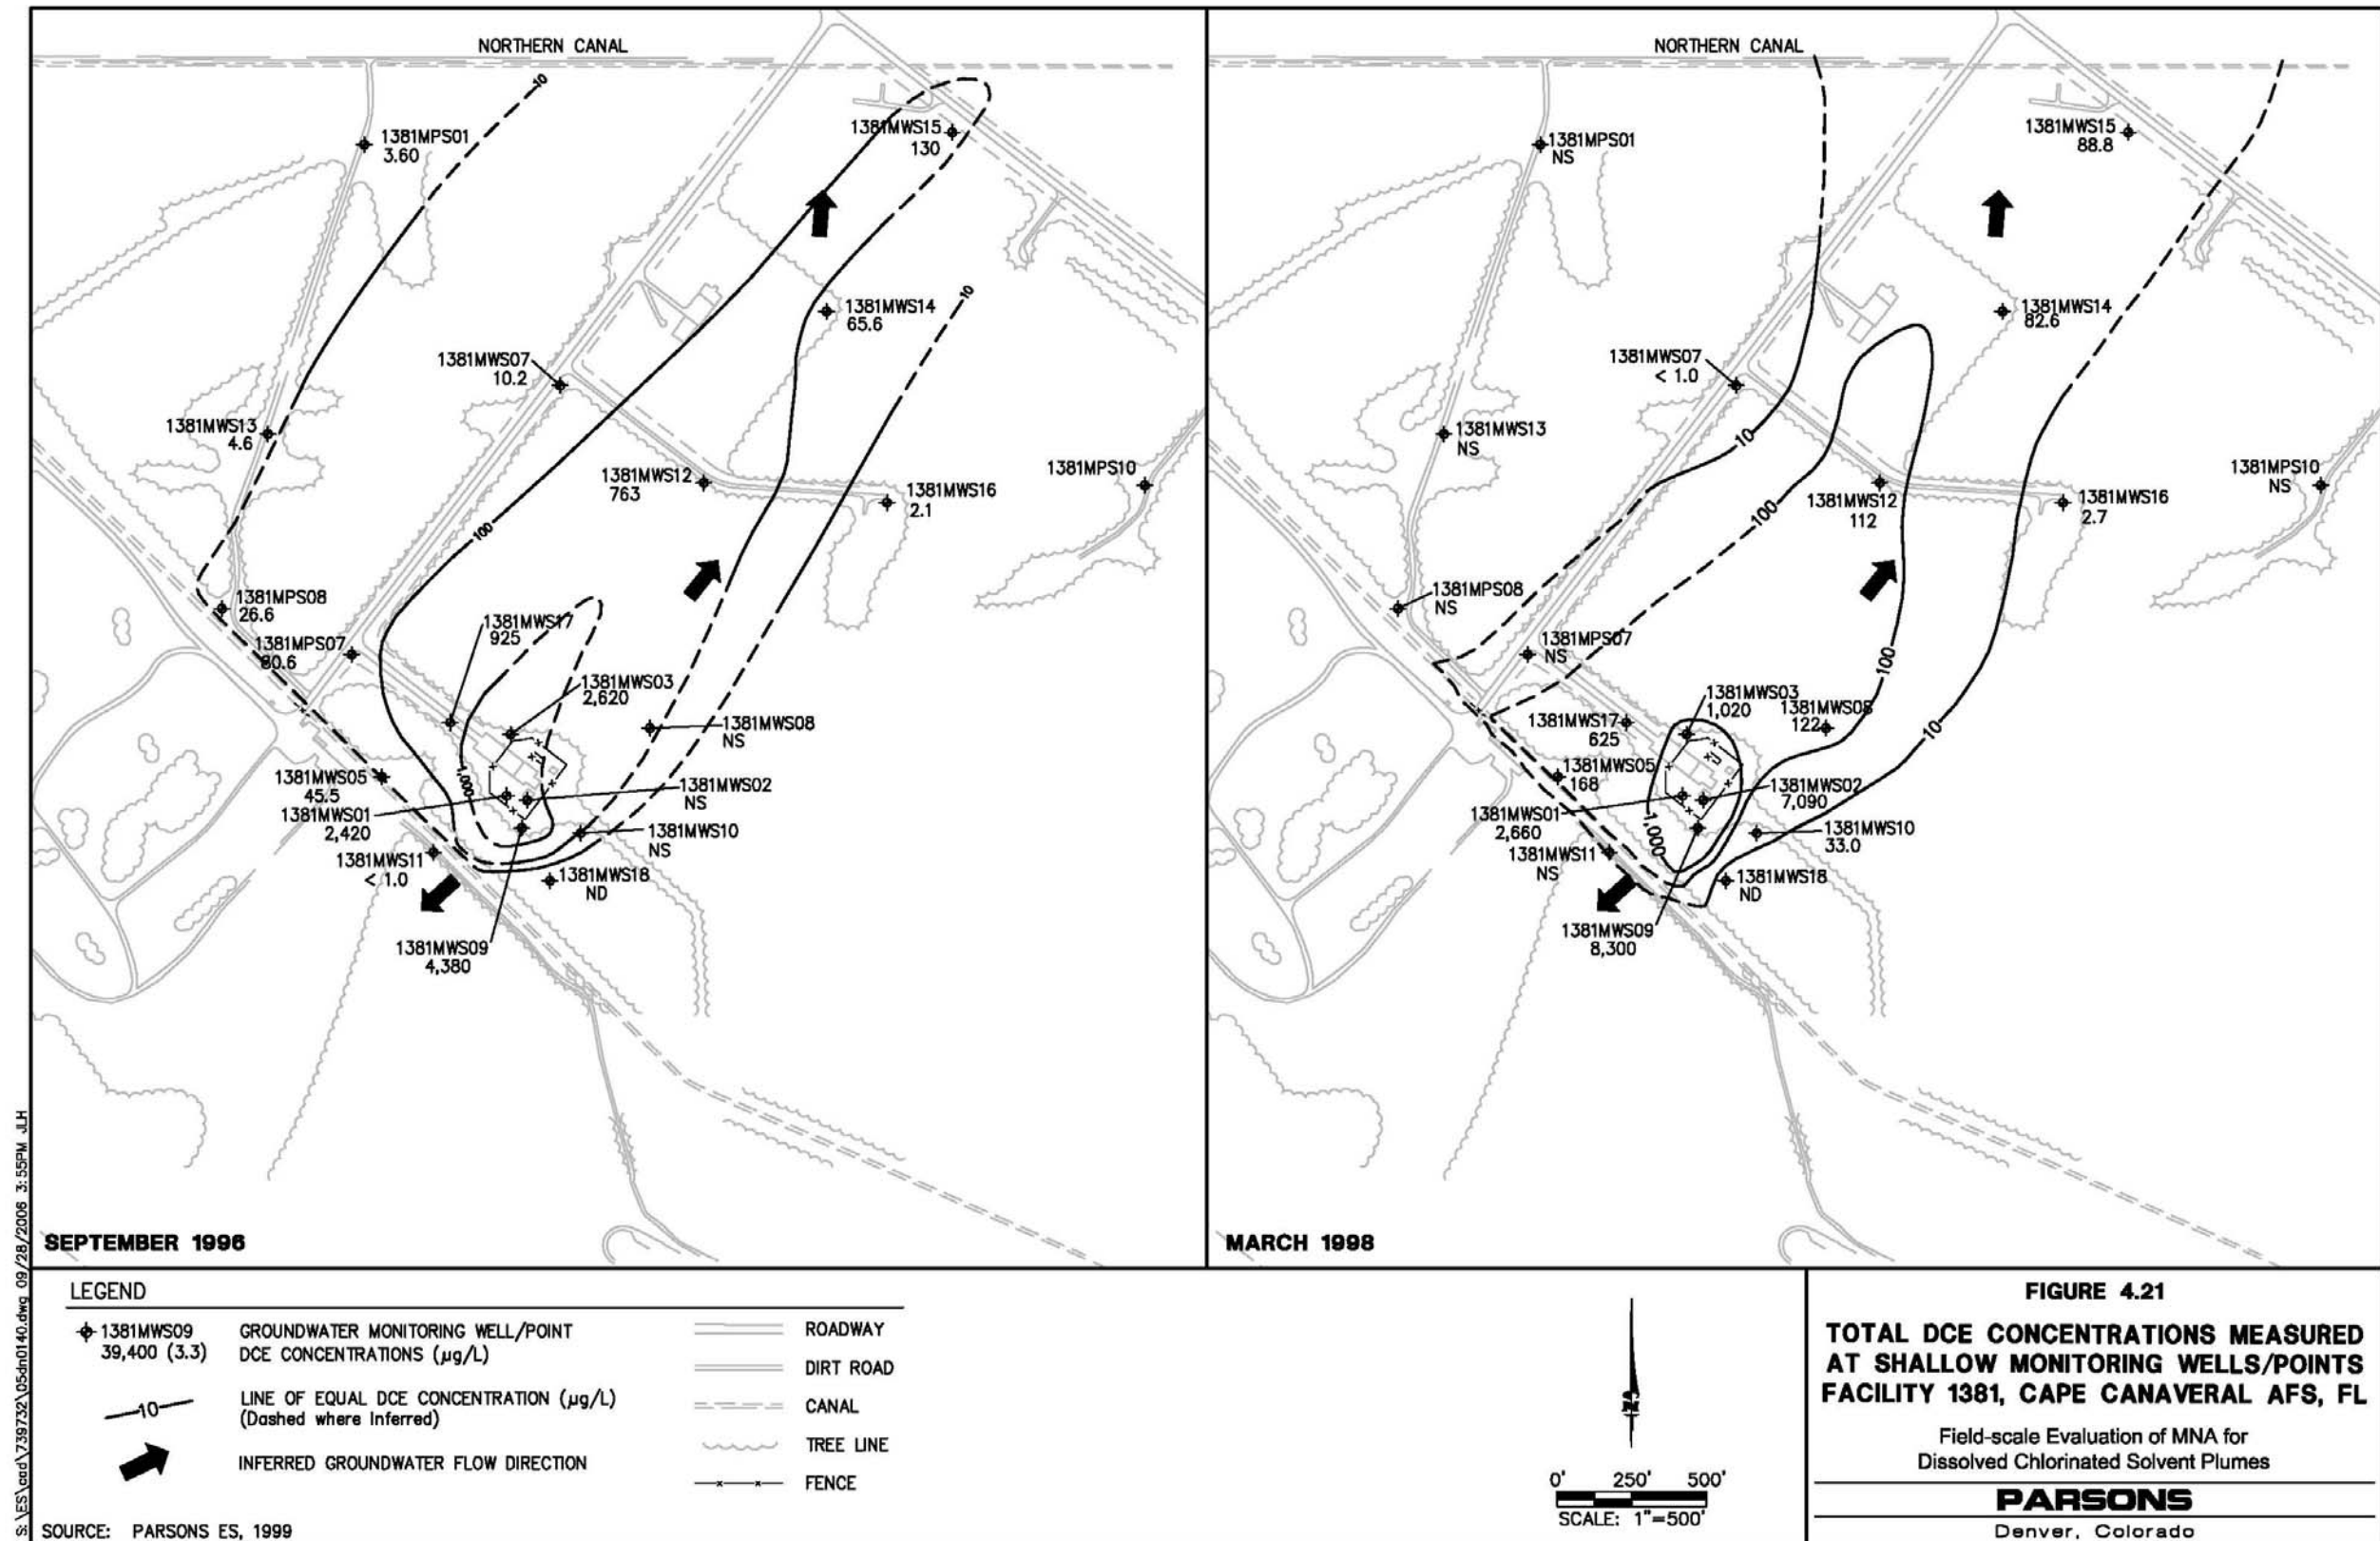 NORTHERN CANAL
10
1381MPS01
3.60
1381MWS15
130
1381MWS14
65.6
10
1381MWS07
10.2
1381MWS13
4.6
1381MWS12
763
1381MPS10
1381MWS16
2.1
100
1381MPS08
26.6
1381MWS17
925
1381MPS07
80.6
1381MWS03
2,620
1381MWS08
NS
1,000
1381MWS05
45.5
1381MWS02
NS
1381MWS01
2,420
1381MWS10
NS
1381MWS11
< 1.0
1381MWS18
ND
1381MWS09
4,380
SEPTEMBER 1996
NORTHERN CANAL
1381MPS01
NS
1381MWS15
88.8
1381MWS14
82.6
1381MWS07
< 1.0
1381MWS13
NS
10
1381MPS10
NS
1381MWS12
112
1381MWS16
2.7
100
1381MPS08
NS
1381MPS07
NS
100
1381MWS03
1,020
1381MWS08
122
1381MWS17
625
10
1381MWS05
168
1381MWS02
7,090
1381MWS01
2,660
1,000
1381MWS10
33.0
1381MWS11
NS
1381MWS18
ND
1381MWS09
8,300
MARCH 1998
LEGEND
1381MWS09
39,400 (3.3)
GROUNDWATER MONITORING WELL/POINT
DCE CONCENTRATIONS (µg/L)
10
LINE OF EQUAL DCE CONCENTRATION (µg/L)
(Dashed where Inferred)
INFERRED GROUNDWATER FLOW DIRECTION
ROADWAY
DIRT ROAD
CANAL
TREE LINE
FENCE
SOURCE: PARSONS ES, 1999
N
0' 250' 500'
SCALE: 1"=500'
FIGURE 4.21
TOTAL DCE CONCENTRATIONS MEASURED
AT SHALLOW MONITORING WELLS/POINTS
FACILITY 1381, CAPE CANAVERAL AFS, FL
Field-scale Evaluation of MNA for
Dissolved Chlorinated Solvent Plumes
PARSONS
Denver, Colorado
S:\ES\cad\739732\05dn0140.dwg 09/28/2006 3:55PM JLH